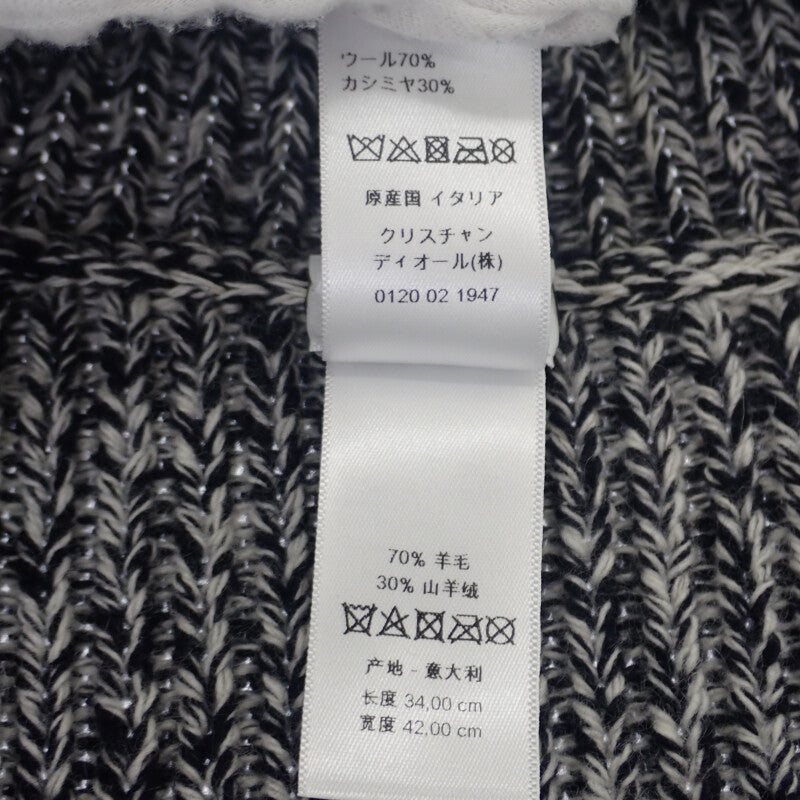 ウール70%
カシミヤ30%
原産国 イタリア
クリスチャン
ディオール(株)
0120 02 1947
70% 羊毛
30% 山羊绒
产地 - 意大利
长度 34,00 cm
宽度 42,00 cm